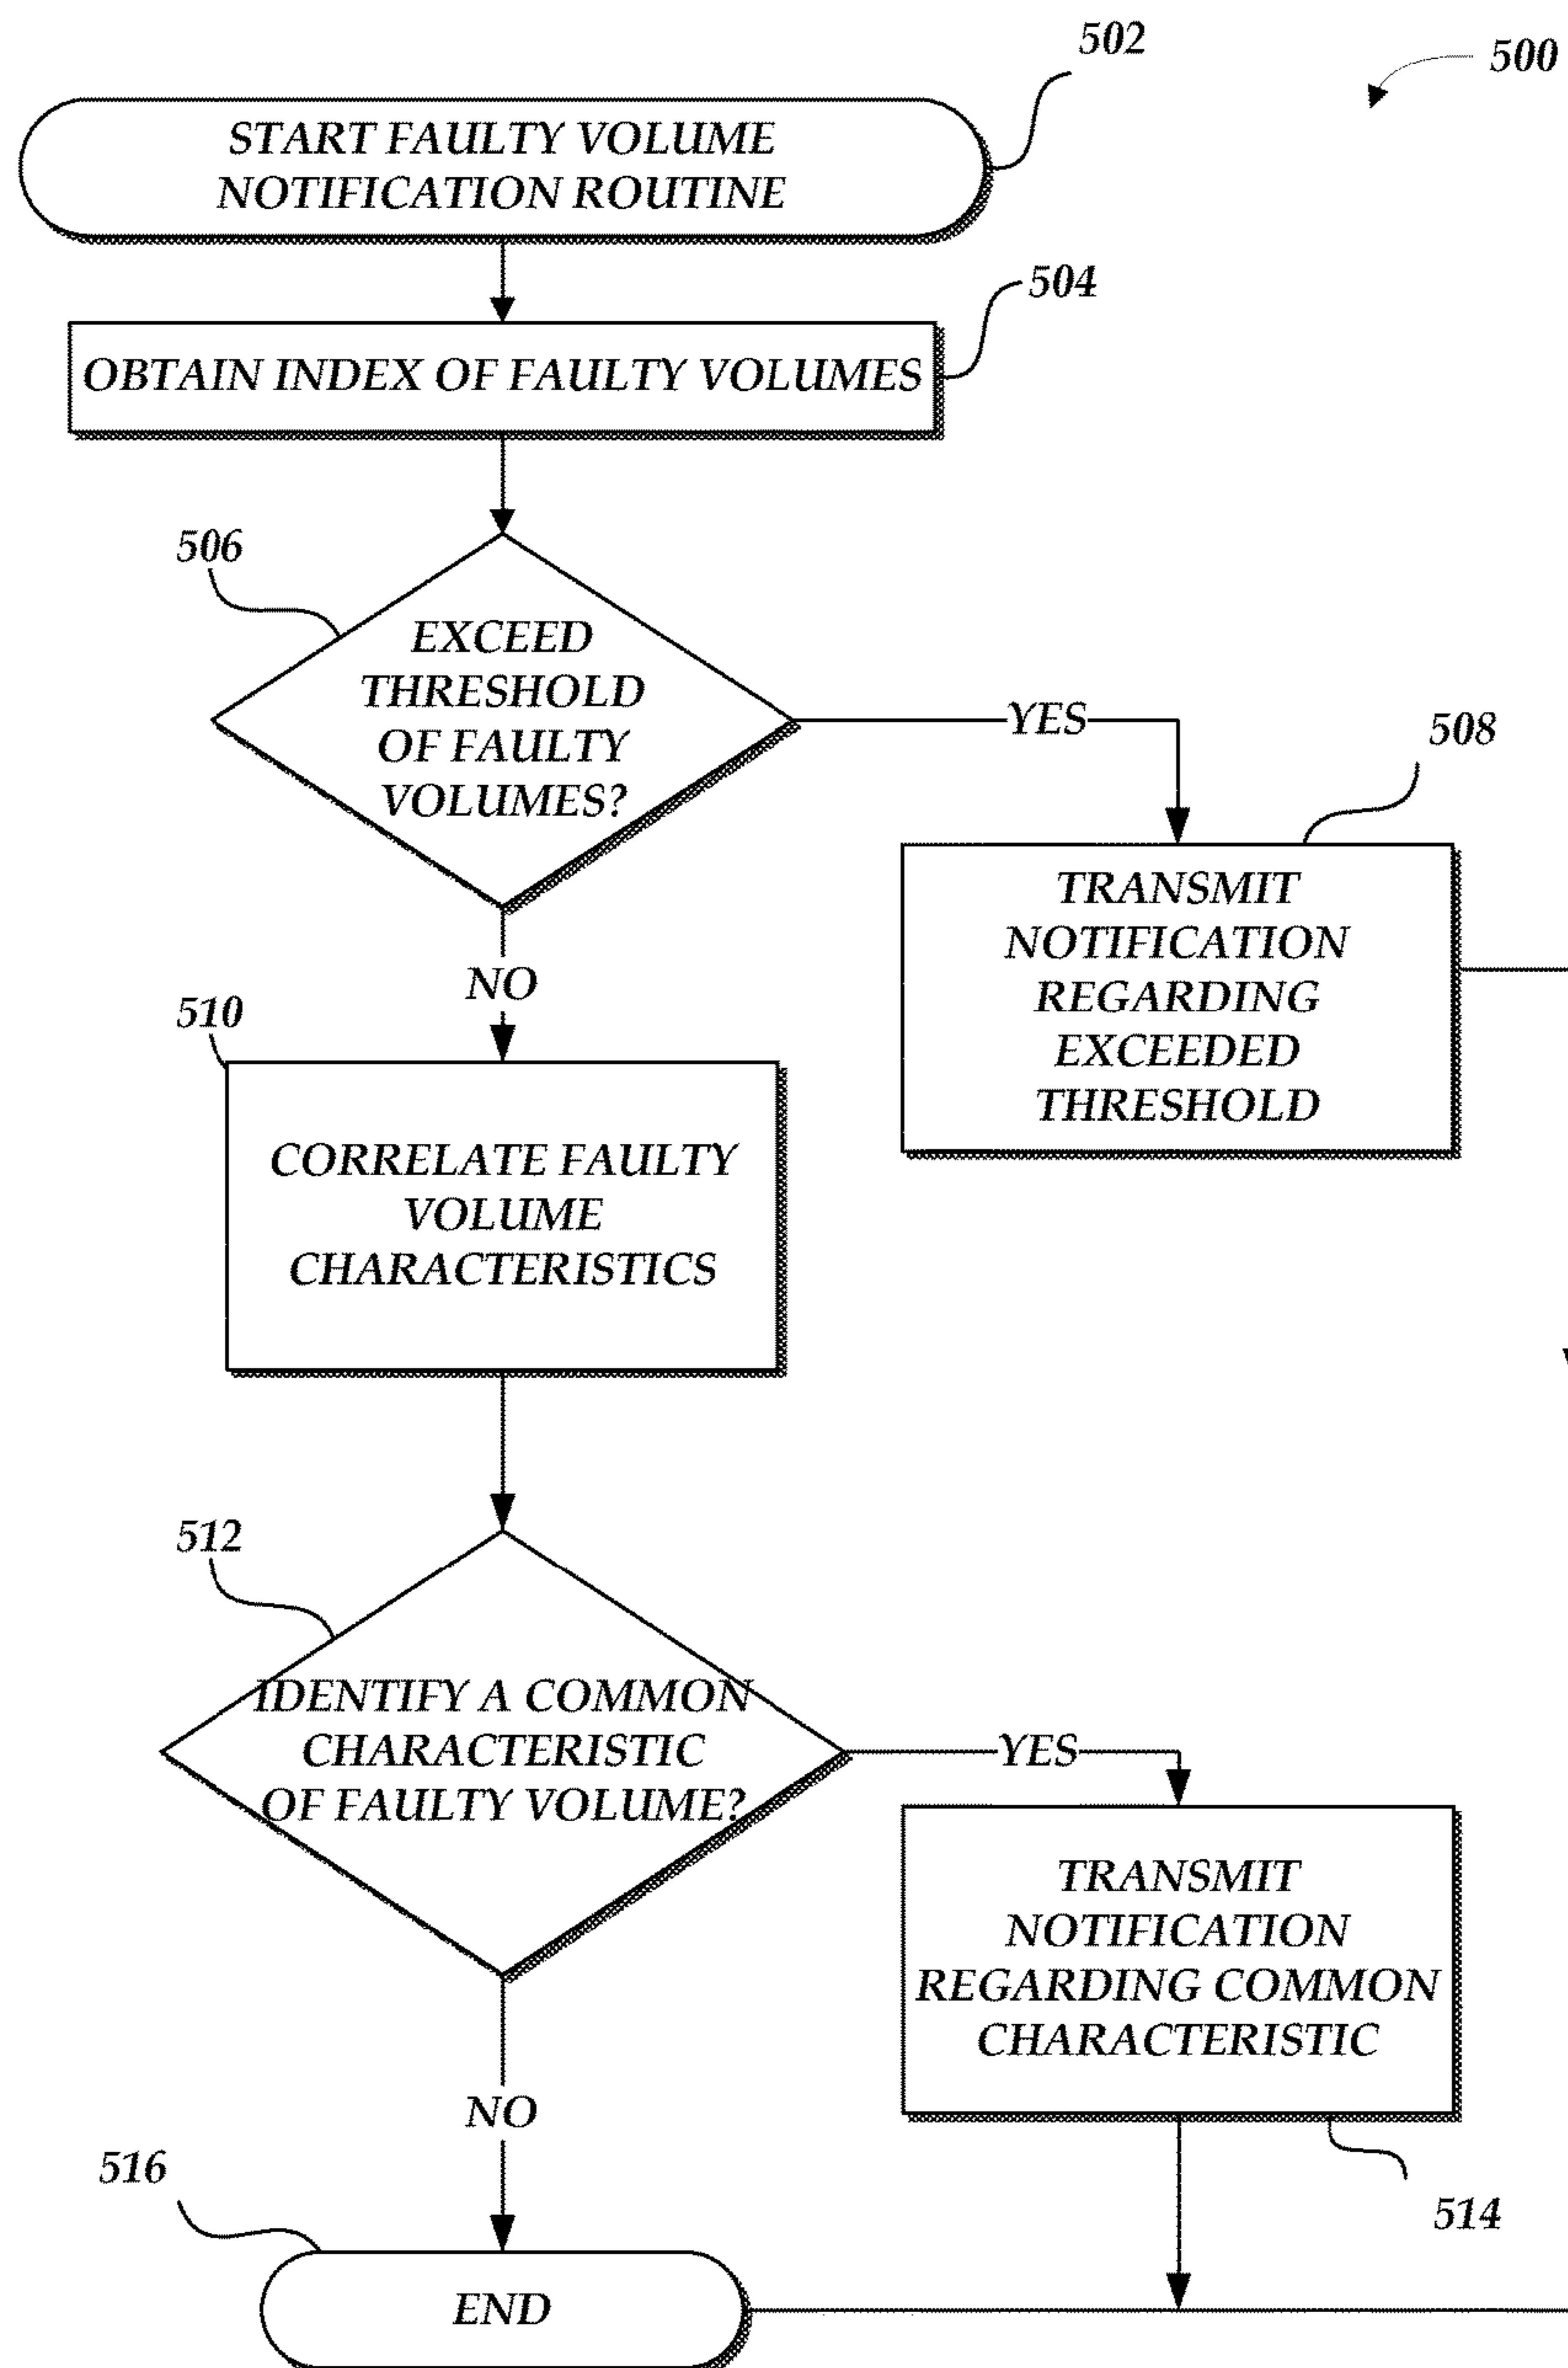 502
500
START FAULTY VOLUME
NOTIFICATION ROUTINE
504
OBTAIN INDEX OF FAULTY VOLUMES
506
EXCEED
THRESHOLD
OF FAULTY
VOLUMES?
YES
508
TRANSMIT
NOTIFICATION
REGARDING
EXCEEDED
THRESHOLD
NO
510
CORRELATE FAULTY
VOLUME
CHARACTERISTICS
512
IDENTIFY A COMMON
CHARACTERISTIC
OF FAULTY VOLUME?
YES
TRANSMIT
NOTIFICATION
REGARDING COMMON
CHARACTERISTIC
514
NO
516
END